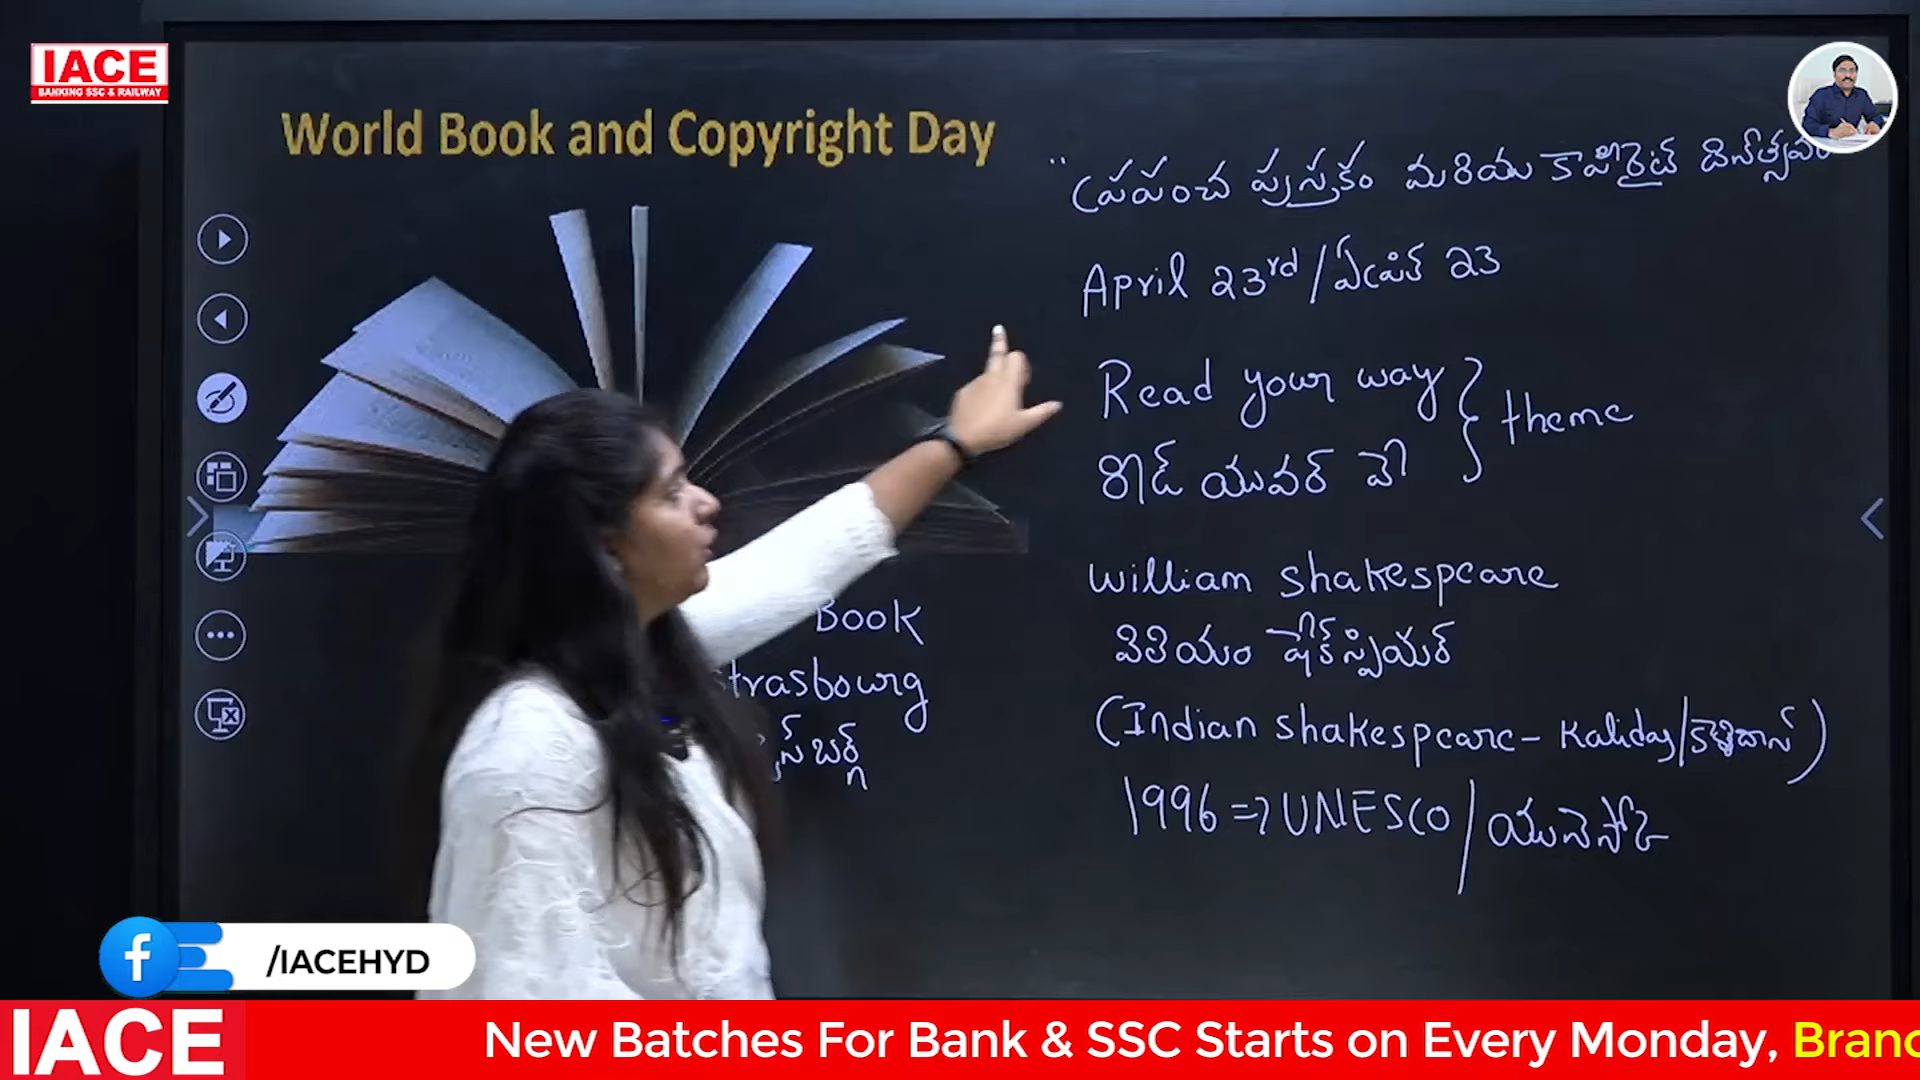 IACE
BANKING SSC & RAILWAY
World Book and Copyright Day
"ప్రపంచ పుస్తకం మరియు కాపీరైట్
April 23rd / ఏప్రిల్ 23
Read your way
theme
రీడ్ యువర్ వే
Book
trasbourg
william shakespeare
విలియం షేక్స్పియర్
(Indian shakespeare - Kalidas/కాళిదాస్)
1996 => UNESCO / యునెస్కో
/IACEHYD
IACE
New Batches For Bank & SSC Starts on Every Monday, Branc